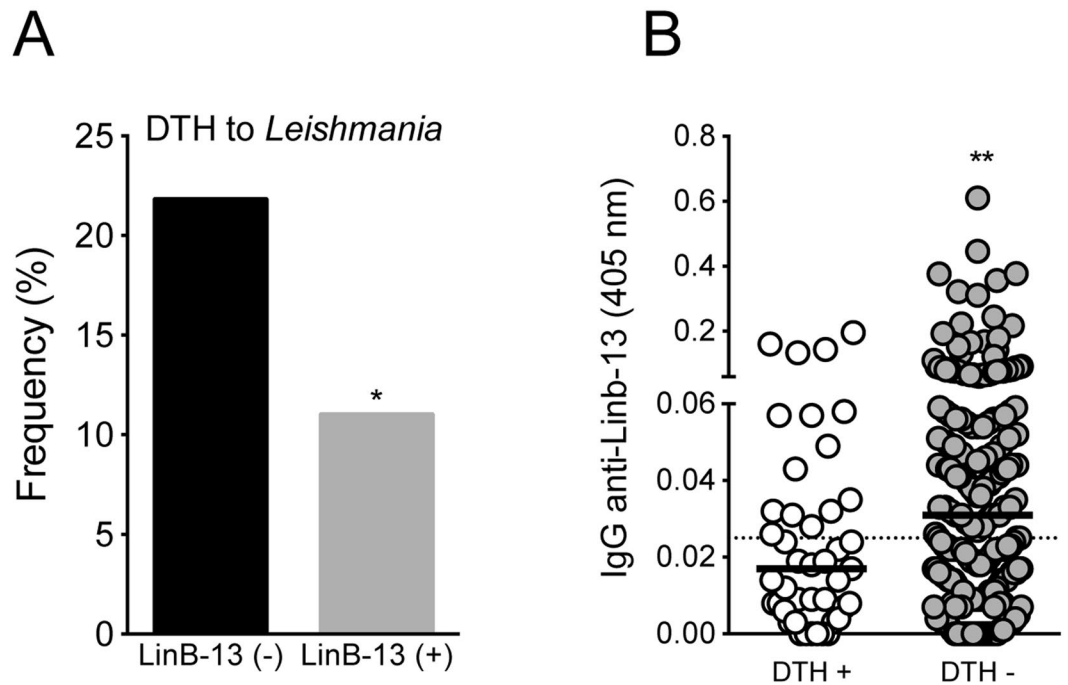 A
B
DTH to Leishmania
Frequency (%)
25
20
15
10
5
0
*
LinB-13 (-) LinB-13 (+)
IgG anti-Linb-13 (405 nm)
0.8
0.6
0.4
0.2
0.06
0.04
0.02
0.00
**
DTH + DTH -